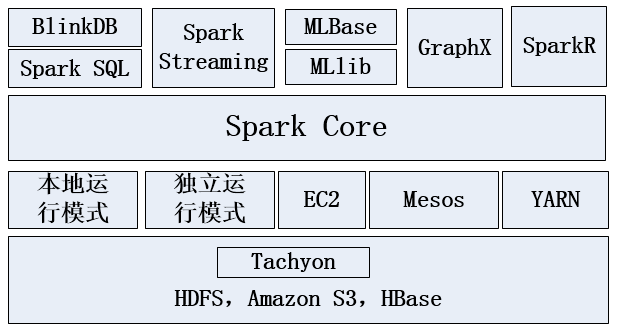 BlinkDB
Spark SQL
Spark
Streaming
MLBase
MLlib
GraphX
SparkR
Spark Core
本地运
行模式
独立运
行模式
EC2
Mesos
YARN
Tachyon
HDFS，Amazon S3，HBase